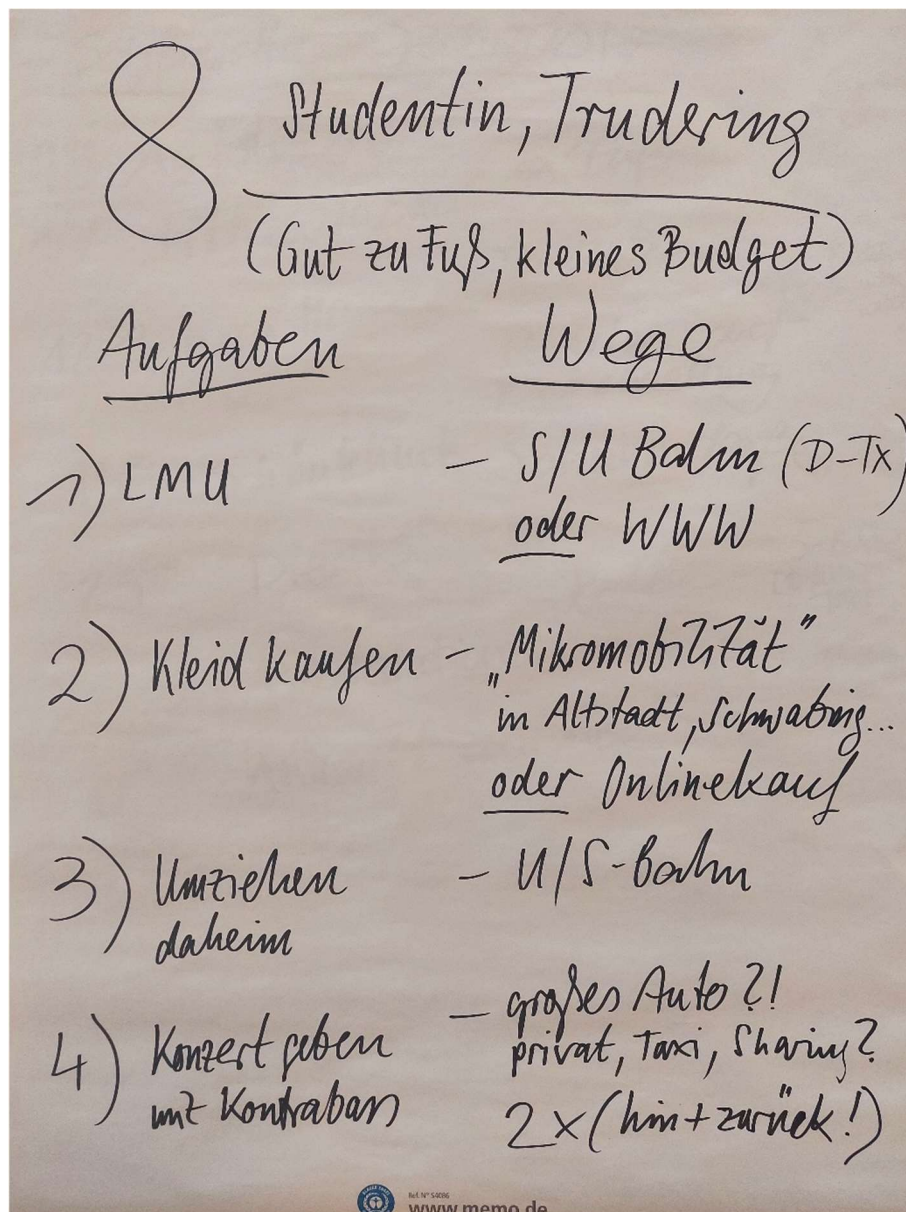 8 Studentin, Trudering
(Gut zu Fuß, kleines Budget)
Aufgaben Wege
1) LMU – S/U Bahn (D-Tx)
oder WWW
2) Kleid kaufen – „Mikromobilität"
in Altstadt, Schwabing...
oder Onlinekauf
3) Umziehen – U/S-Bahn
daheim
4) Konzert geben – großes Auto?!
mit Kontrabass privat, Taxi, Sharing?
2x (hin + zurück!)
Ref. N° 54086
www.memo.de